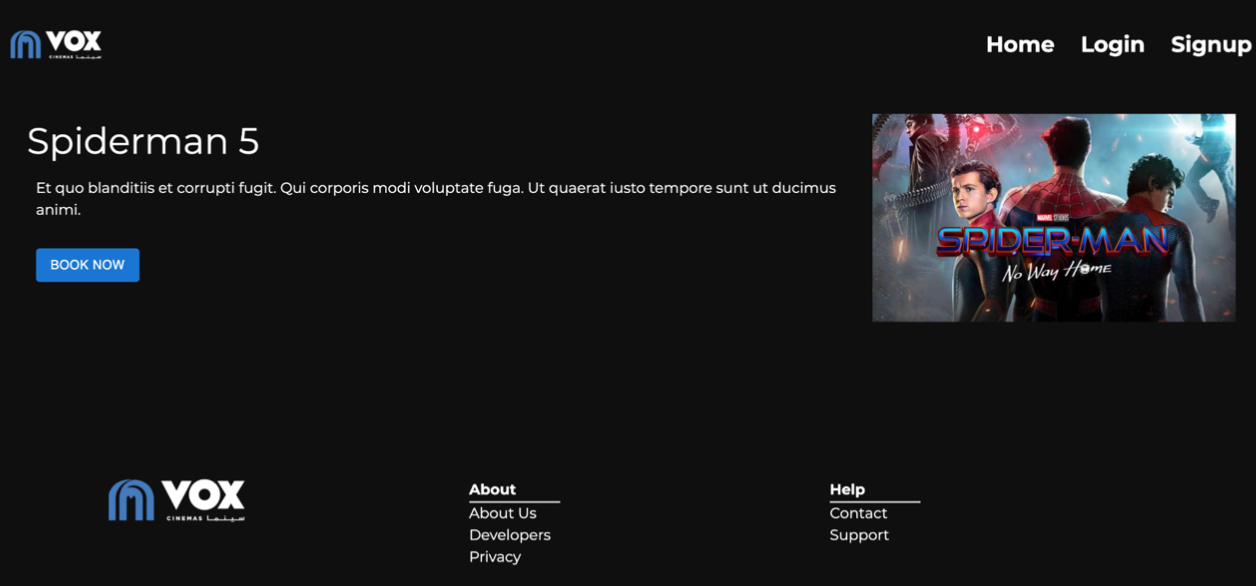 VOX
CINEMAS سينما
Home Login Signup
Spiderman 5
Et quo blanditiis et corrupti fugit. Qui corporis modi voluptate fuga. Ut quaerat iusto tempore sunt ut ducimus
animi.
BOOK NOW
MARVEL STUDIOS
SPIDER-MAN
No Way Home
VOX
CINEMAS سينما
About
About Us
Developers
Privacy
Help
Contact
Support